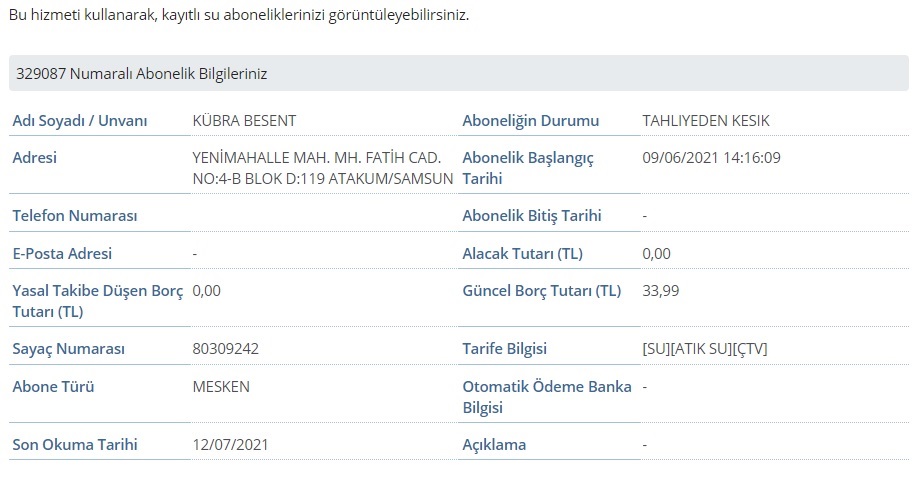 Bu hizmeti kullanarak, kayıtlı su aboneliklerinizi görüntüleyebilirsiniz.
329087 Numaralı Abonelik Bilgileriniz
Adı Soyadı / Unvanı KÜBRA BESENT Aboneliğin Durumu TAHLIYEDEN KESIK
Adresi YENİMAHALLE MAH. MH. FATİH CAD. Abonelik Başlangıç 09/06/2021 14:16:09
NO:4-B BLOK D:119 ATAKUM/SAMSUN Tarihi
Telefon Numarası Abonelik Bitiş Tarihi -
E-Posta Adresi - Alacak Tutarı (TL) 0,00
Yasal Takibe Düşen Borç 0,00 Güncel Borç Tutarı (TL) 33,99
Tutarı (TL)
Sayaç Numarası 80309242 Tarife Bilgisi [SU][ATIK SU][ÇTV]
Abone Türü MESKEN Otomatik Ödeme Banka -
Bilgisi
Son Okuma Tarihi 12/07/2021 Açıklama -